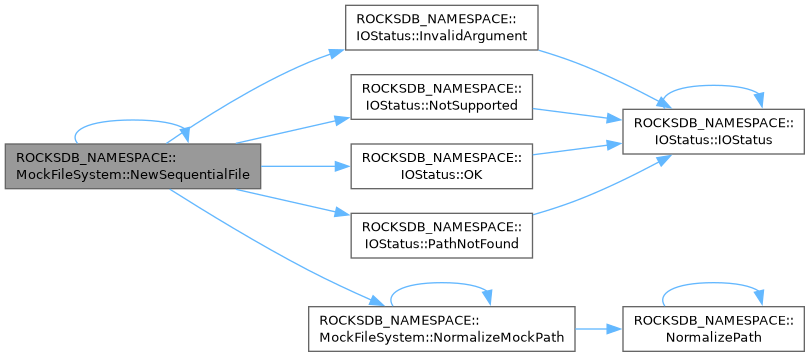 ROCKSDB_NAMESPACE::
MockFileSystem::NewSequentialFile
ROCKSDB_NAMESPACE::
IOStatus::InvalidArgument
ROCKSDB_NAMESPACE::
IOStatus::NotSupported
ROCKSDB_NAMESPACE::
IOStatus::OK
ROCKSDB_NAMESPACE::
IOStatus::PathNotFound
ROCKSDB_NAMESPACE::
MockFileSystem::NormalizeMockPath
ROCKSDB_NAMESPACE::
IOStatus::IOStatus
ROCKSDB_NAMESPACE::
NormalizePath